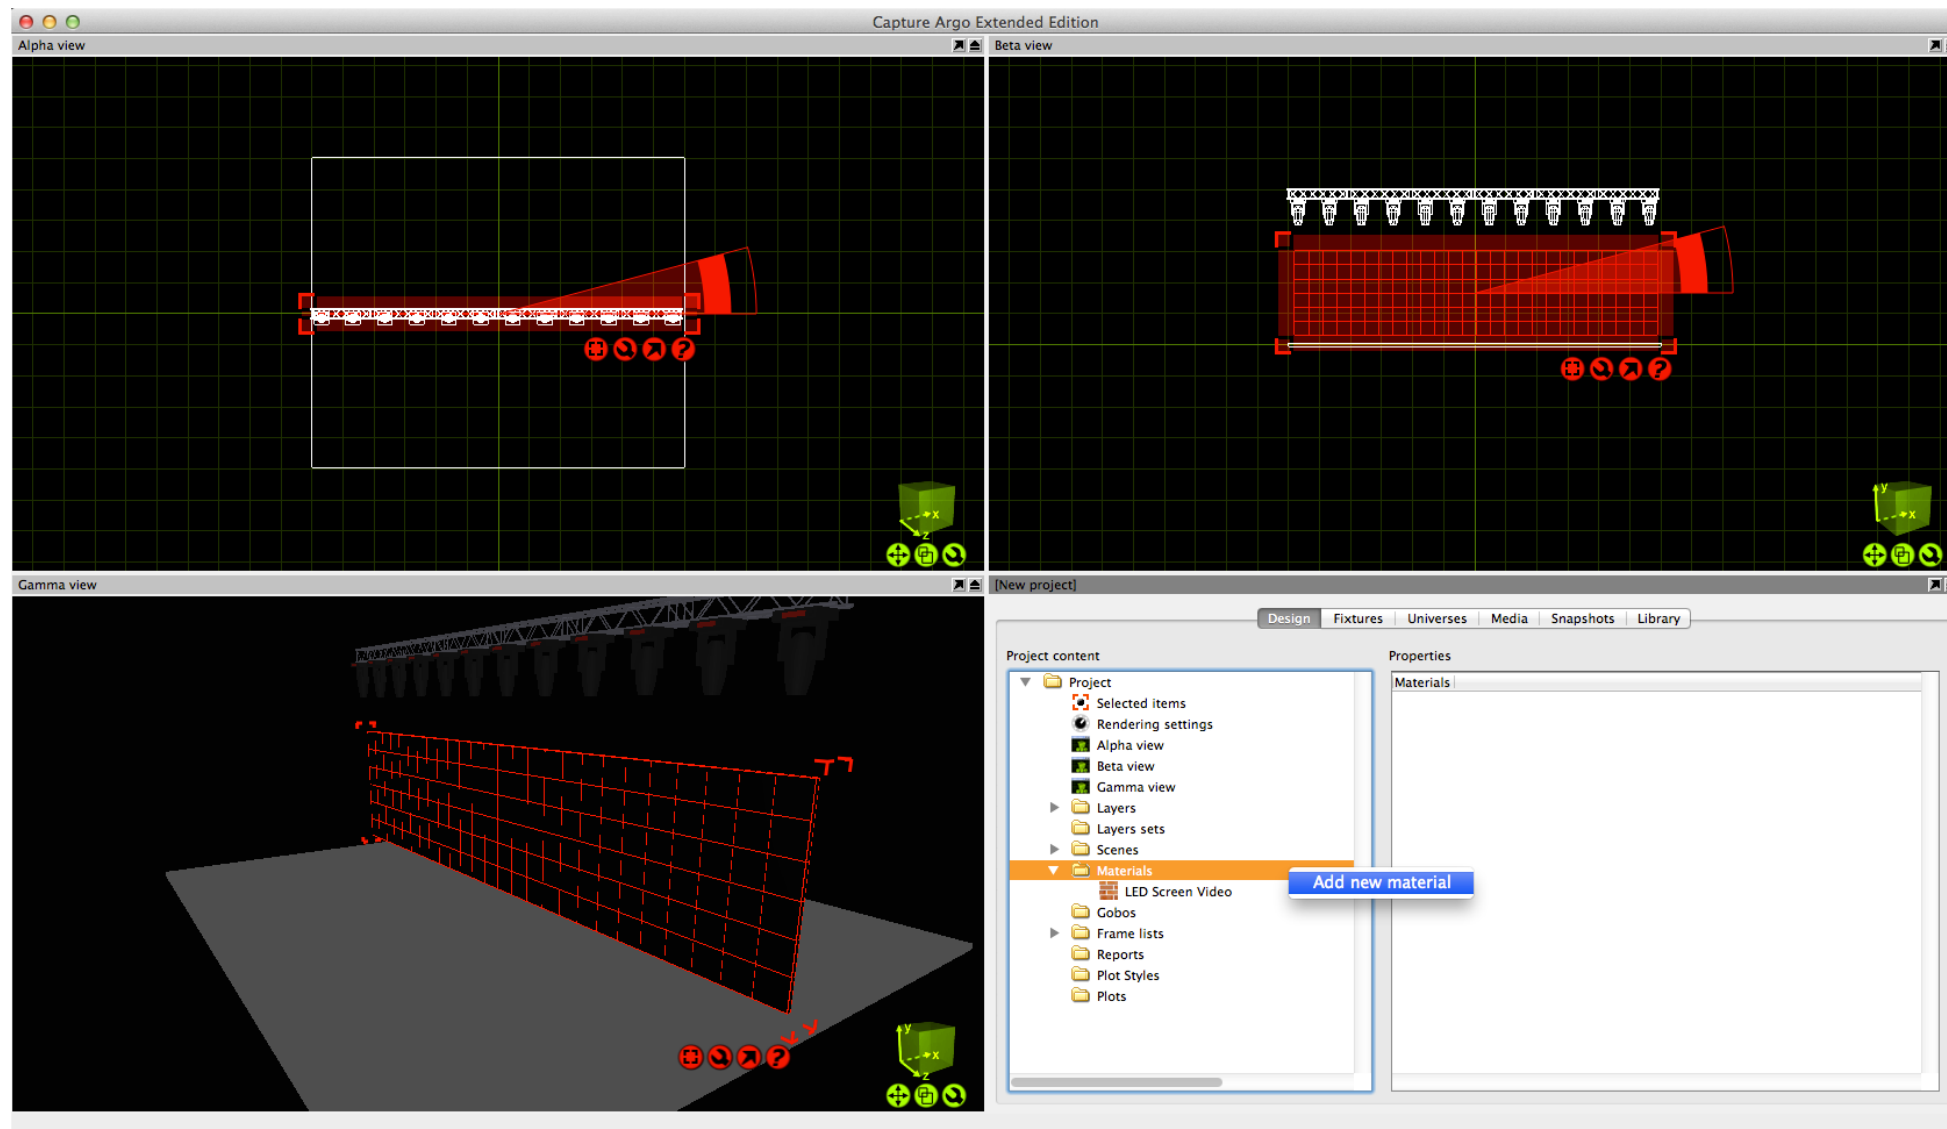 Capture Argo Extended Edition
Alpha view
Beta view
x
z
y
x
Gamma view
[New project]
Design Fixtures Universes Media Snapshots Library
Project content
Properties
Project
Materials
Selected items
Rendering settings
Alpha view
Beta view
Gamma view
Layers
Layers sets
Scenes
Materials
Add new material
LED Screen Video
Gobos
Frame lists
Reports
Plot Styles
Plots
y
x
z